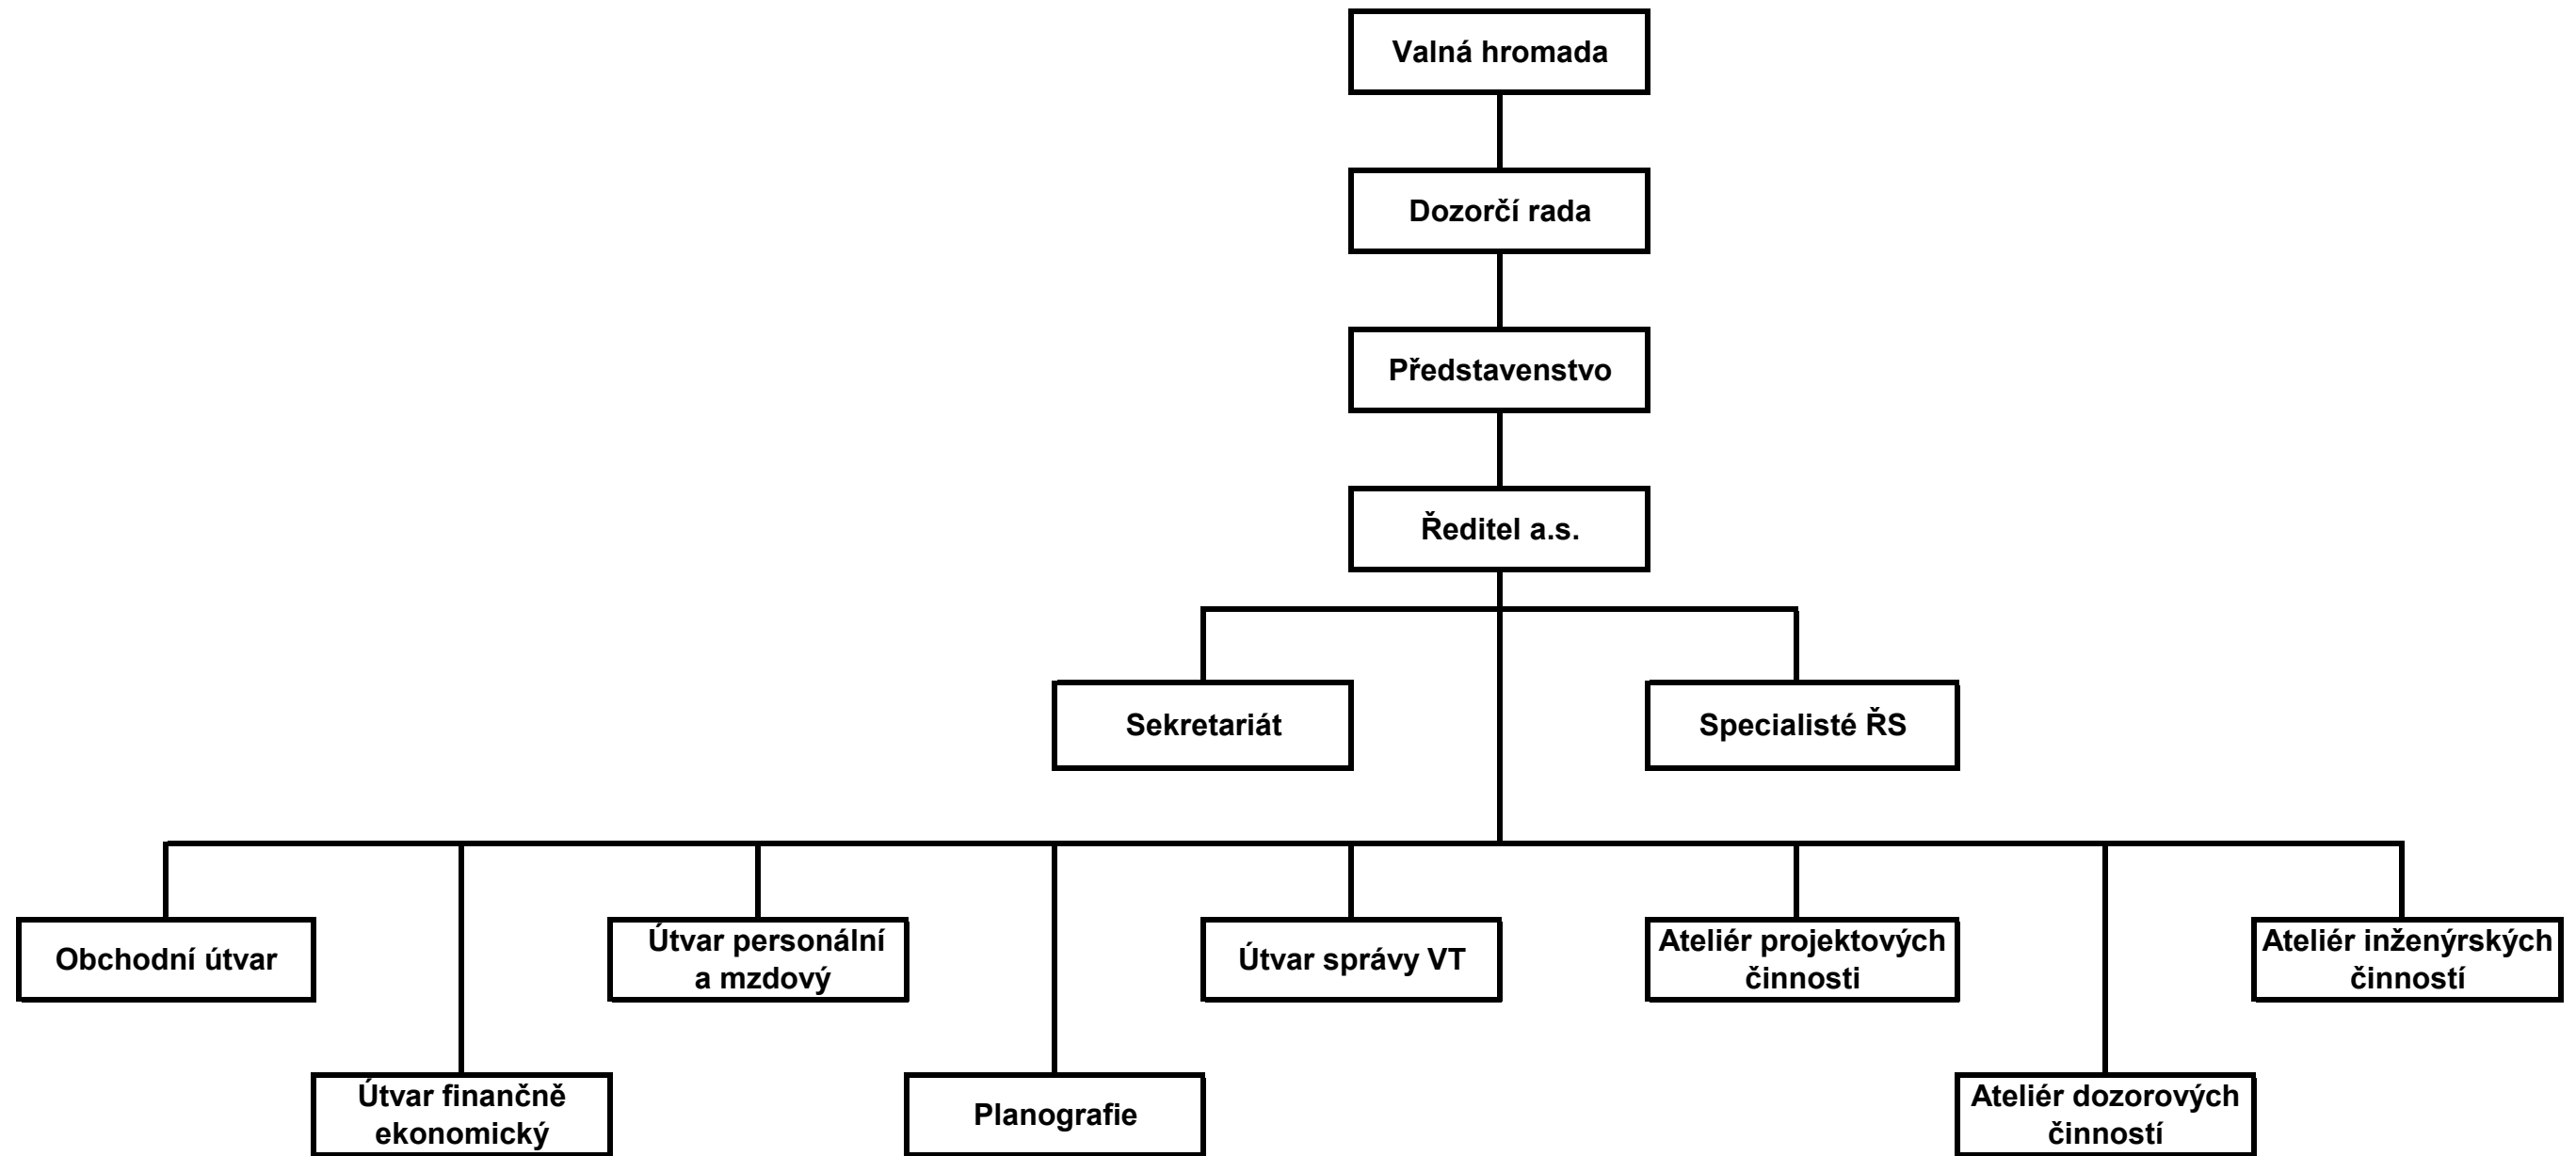 Valná hromada
Dozorčí rada
Představenstvo
Ředitel a.s.
Sekretariát
Specialisté ŘS
Obchodní útvar
Útvar personální
a mzdový
Útvar správy VT
Ateliér projektových
činnosti
Ateliér inženýrských
činností
Útvar finančně
ekonomický
Planografie
Ateliér dozorových
činností